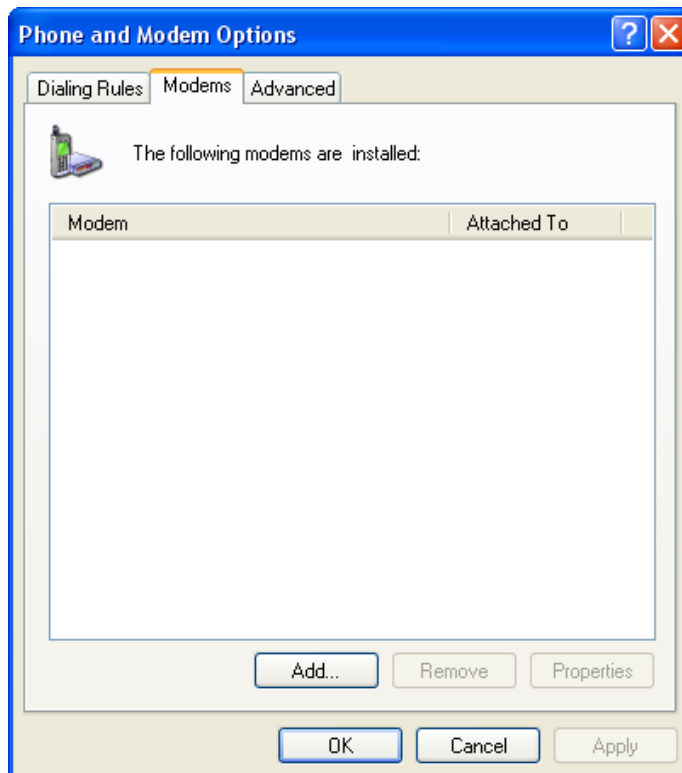 Phone and Modem Options
Dialing Rules Modems Advanced
The following modems are installed:
Modem Attached To
Add... Remove Properties
OK Cancel Apply